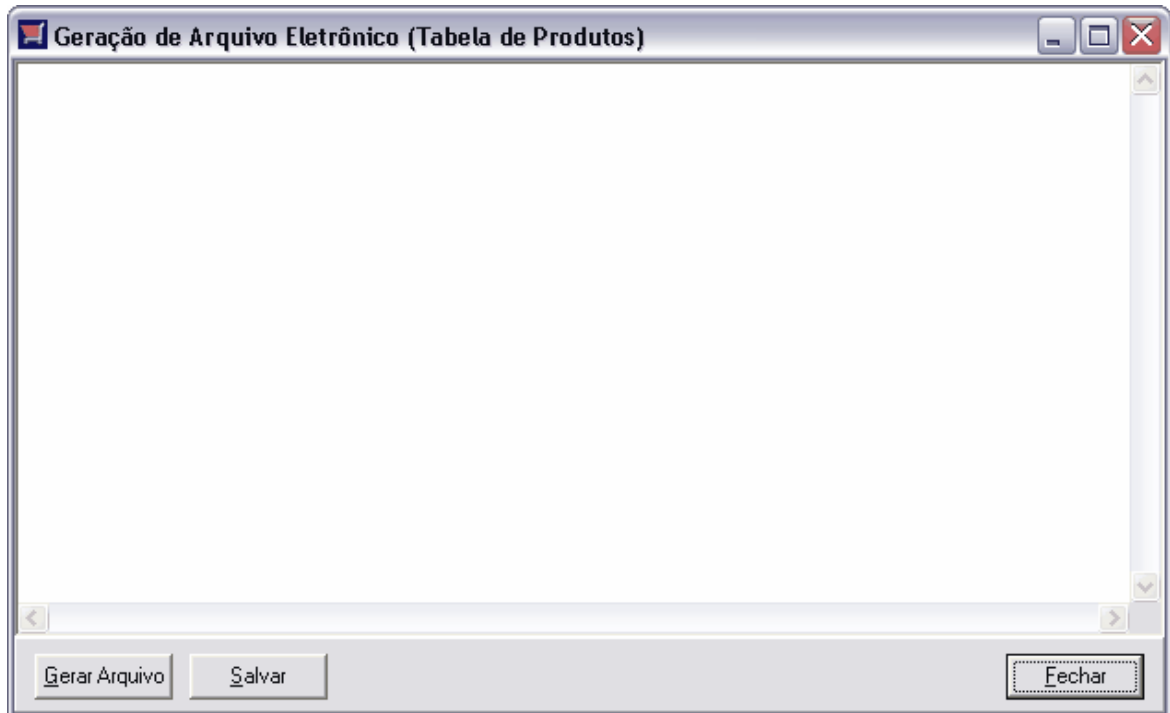 Geração de Arquivo Eletrônico (Tabela de Produtos)
Gerar Arquivo Salvar Fechar